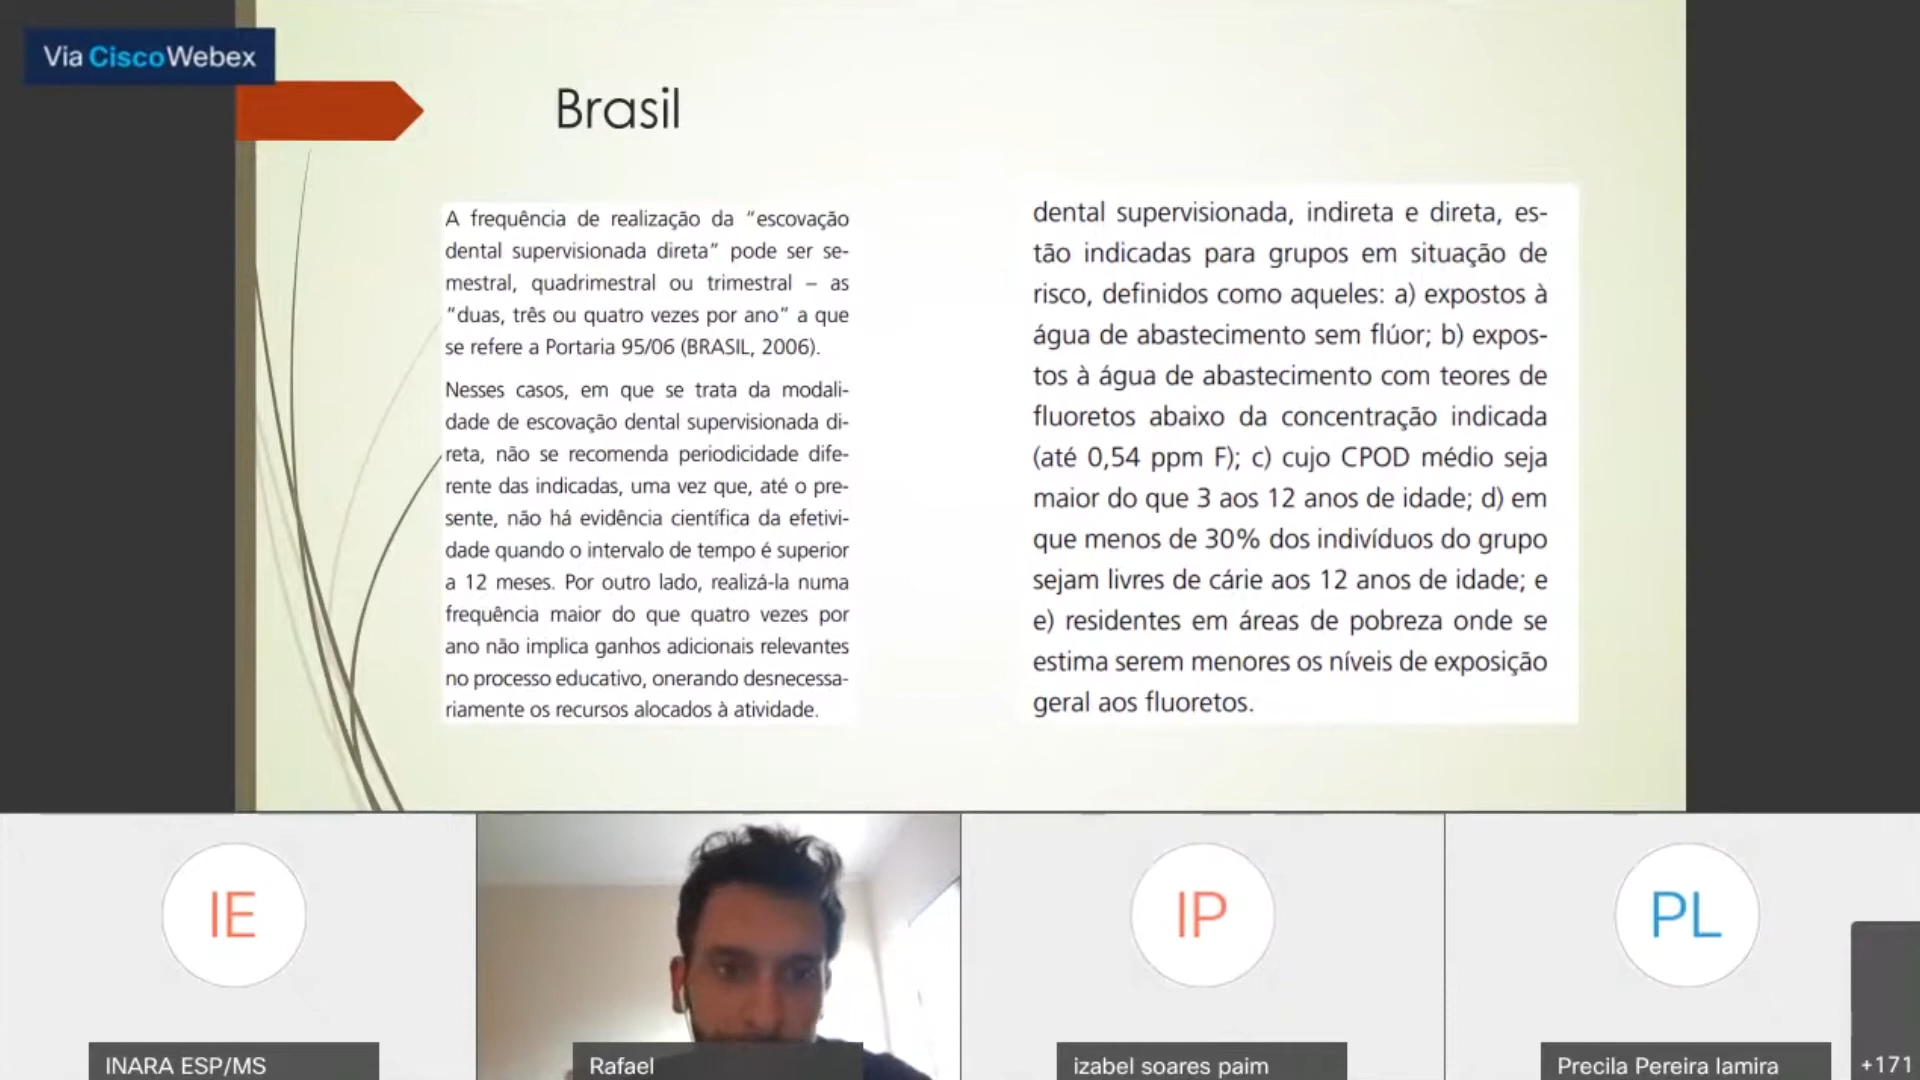 Via CiscoWebex
Brasil
A frequência de realização da “escovação
dental supervisionada direta” pode ser se-
mestral, quadrimestral ou trimestral – as
“duas, três ou quatro vezes por ano” a que
se refere a Portaria 95/06 (BRASIL, 2006).
Nesses casos, em que se trata da modali-
dade de escovação dental supervisionada di-
reta, não se recomenda periodicidade dife-
rente das indicadas, uma vez que, até o pre-
sente, não há evidência científica da efetivi-
dade quando o intervalo de tempo é superior
a 12 meses. Por outro lado, realizá-la numa
frequência maior do que quatro vezes por
ano não implica ganhos adicionais relevantes
no processo educativo, onerando desnecessa-
riamente os recursos alocados à atividade.
dental supervisionada, indireta e direta, es-
tão indicadas para grupos em situação de
risco, definidos como aqueles: a) expostos à
água de abastecimento sem flúor; b) expos-
tos à água de abastecimento com teores de
fluoretos abaixo da concentração indicada
(até 0,54 ppm F); c) cujo CPOD médio seja
maior do que 3 aos 12 anos de idade; d) em
que menos de 30% dos indivíduos do grupo
sejam livres de cárie aos 12 anos de idade; e
e) residentes em áreas de pobreza onde se
estima serem menores os níveis de exposição
geral aos fluoretos.
IE
IP
PL
INARA ESP/MS
Rafael
izabel soares paim
Precila Pereira lamira
+171